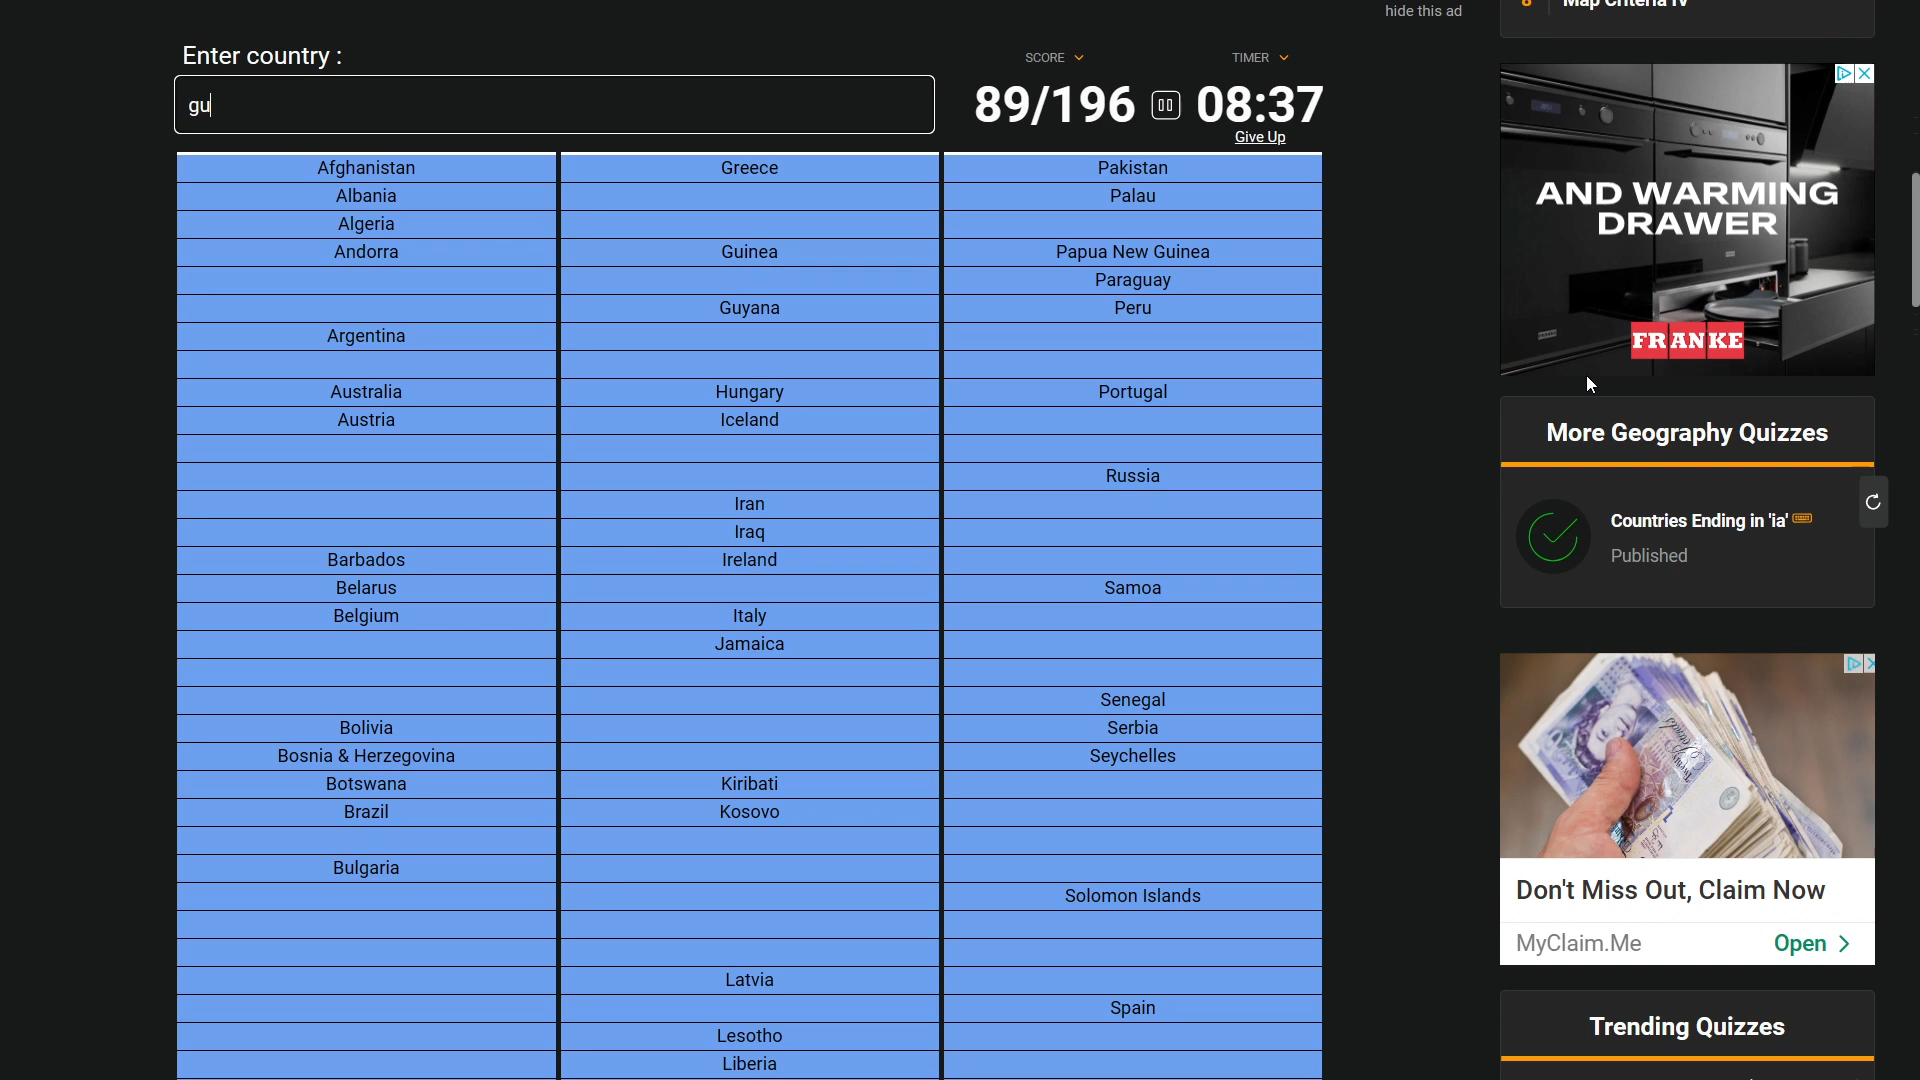 hide this ad
Enter country :
gu
SCORE
TIMER
89/196
08:37
Give Up
Afghanistan
Albania
Algeria
Andorra
Argentina
Australia
Austria
Barbados
Belarus
Belgium
Bolivia
Bosnia & Herzegovina
Botswana
Brazil
Bulgaria
Greece
Guinea
Guyana
Hungary
Iceland
Iran
Iraq
Ireland
Italy
Jamaica
Kiribati
Kosovo
Latvia
Lesotho
Liberia
Pakistan
Palau
Papua New Guinea
Paraguay
Peru
Portugal
Russia
Samoa
Senegal
Serbia
Seychelles
Solomon Islands
Spain
8
Map Criteria IV
AND WARMING
DRAWER
FRANKE
More Geography Quizzes
Countries Ending in 'ia'
Published
Don't Miss Out, Claim Now
MyClaim.Me
Open
Trending Quizzes